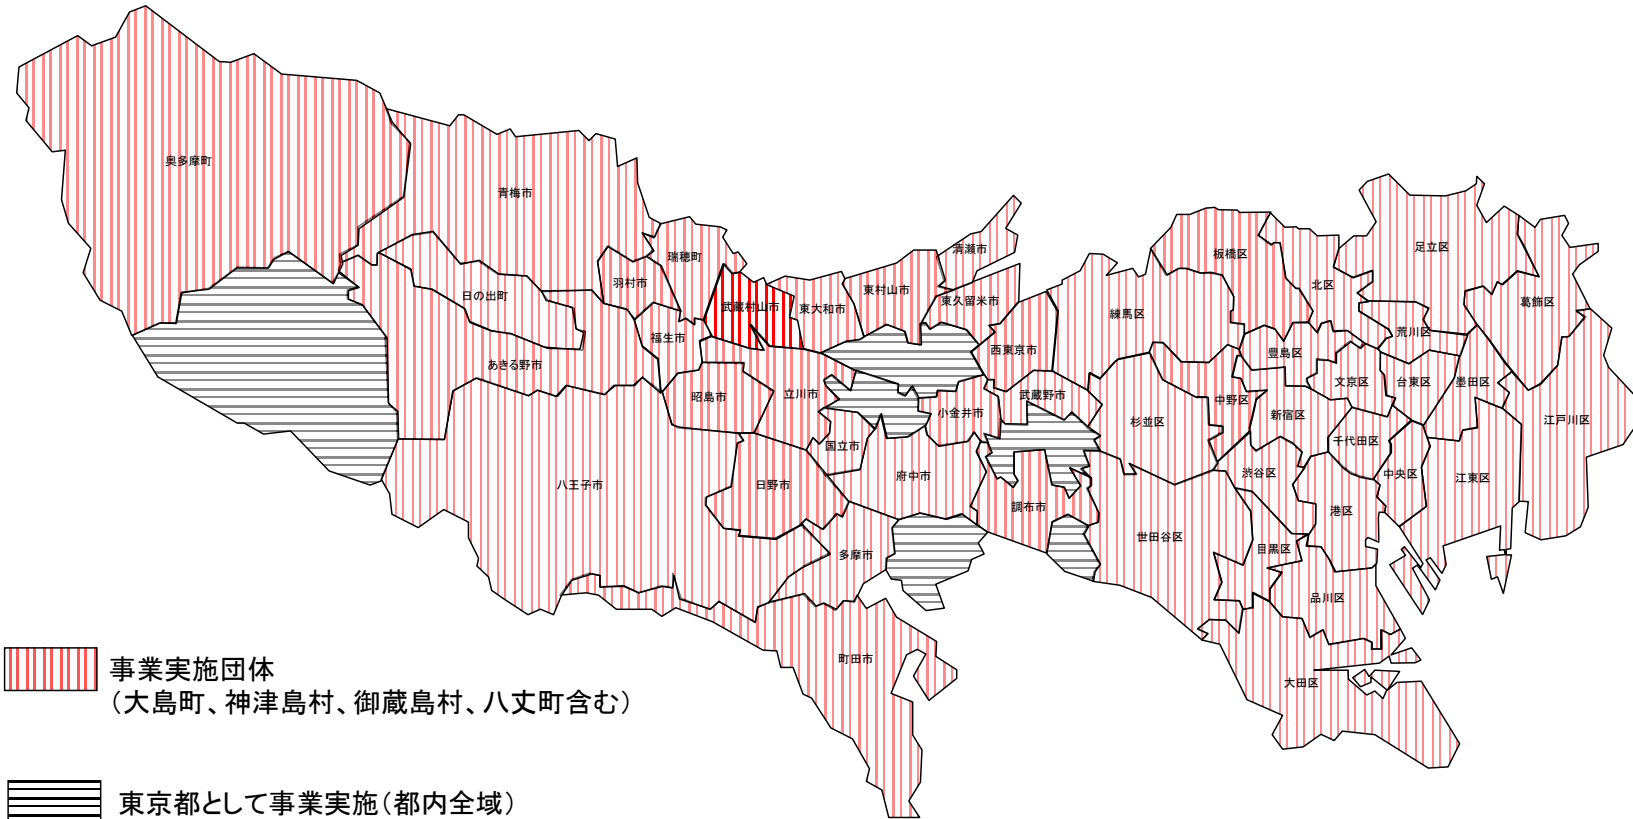 奥多摩町
青梅市
瑞穂町
羽村市
日の出町
福生市
あきる野市
武蔵村山市
東大和市
東村山市
清瀬市
東久留米市
西東京市
昭島市
立川市
小金井市
武蔵野市
国立市
府中市
日野市
八王子市
調布市
多摩市
町田市
練馬区
板橋区
北区
足立区
葛飾区
荒川区
豊島区
文京区
台東区
墨田区
中野区
杉並区
新宿区
千代田区
江戸川区
渋谷区
中央区
江東区
港区
世田谷区
目黒区
品川区
大田区
事業実施団体
（大島町、神津島村、御蔵島村、八丈町含む）
東京都として事業実施（都内全域）